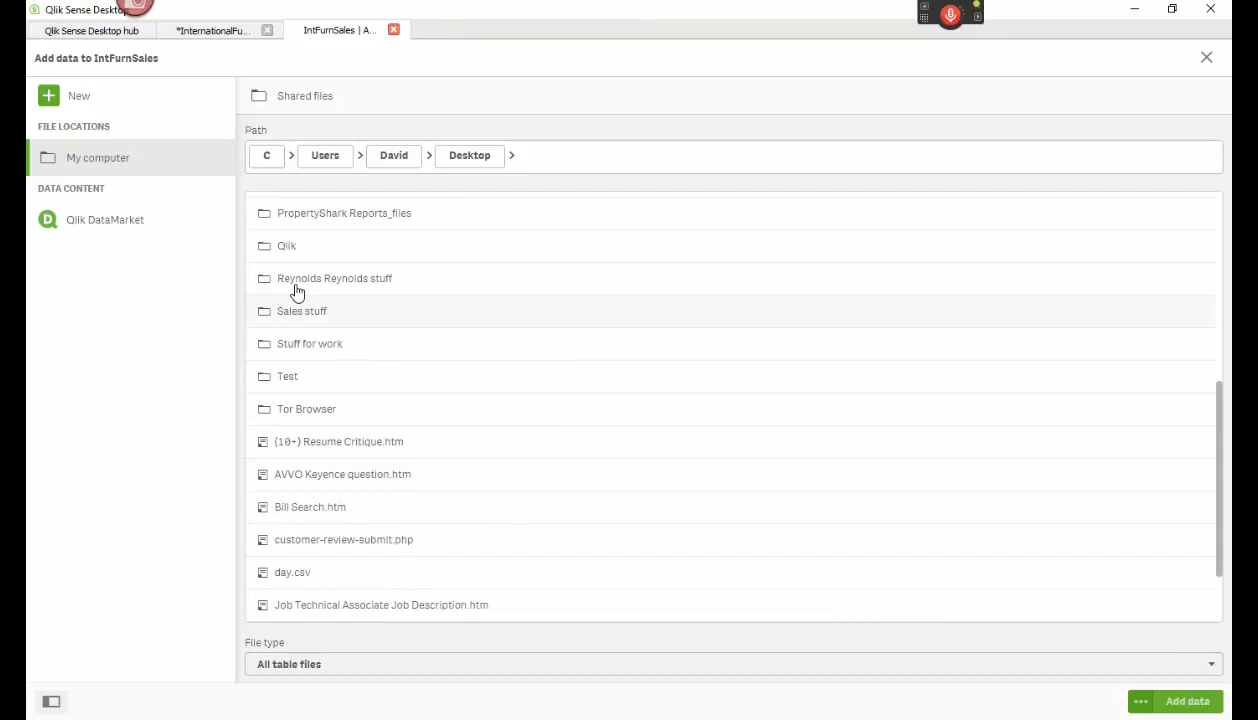 Qlik Sense Desktop
Qlik Sense Desktop hub
*InternationalFu...
IntFurnSales | A...
Add data to IntFurnSales
New
FILE LOCATIONS
My computer
DATA CONTENT
Qlik DataMarket
Shared files
Path
C > Users > David > Desktop >
PropertyShark Reports_files
Qlik
Reynolds Reynolds stuff
Sales stuff
Stuff for work
Test
Tor Browser
(10+) Resume Critique.htm
AVVO Keyence question.htm
Bill Search.htm
customer-review-submit.php
day.csv
Job Technical Associate Job Description.htm
File type
All table files
Add data